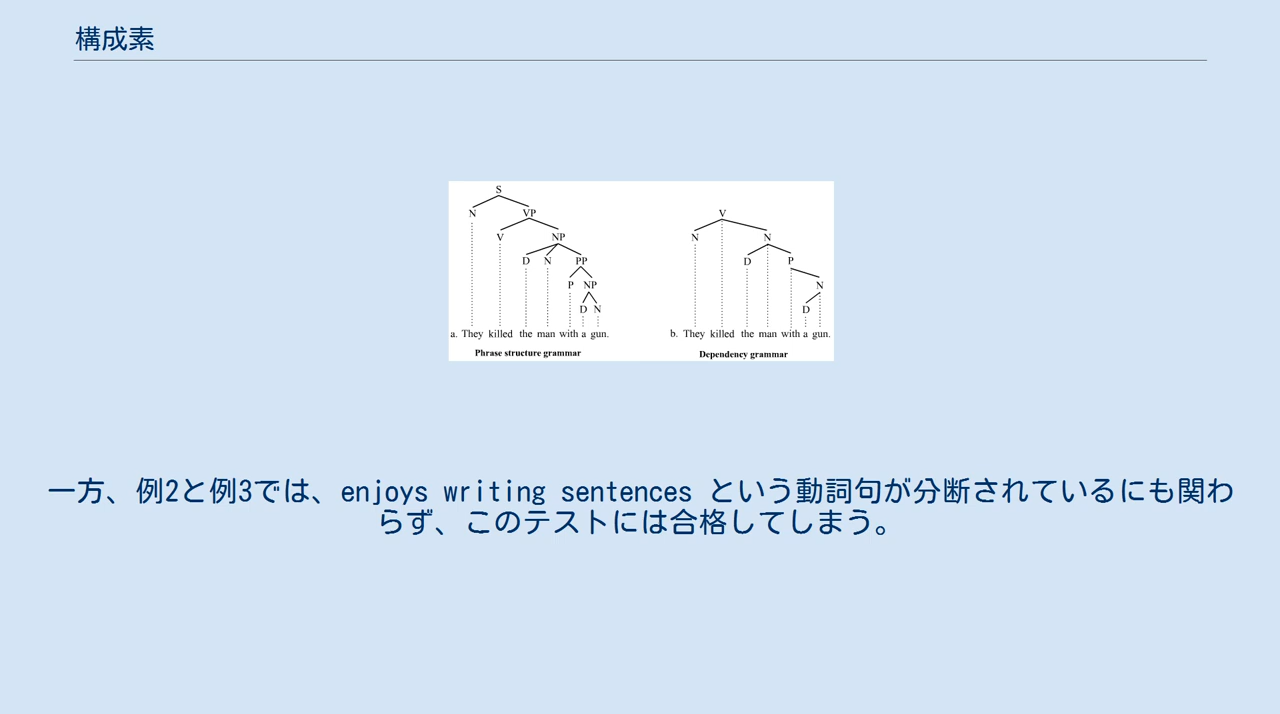 構成素
S
N VP
V NP
D N PP
P NP
D N
a. They killed the man with a gun.
Phrase structure grammar
V
N N
D P
N
D
b. They killed the man with a gun.
Dependency grammar
一方、例2と例3では、enjoys writing sentences という動詞句が分断されているにも関わ
らず、このテストには合格してしまう。